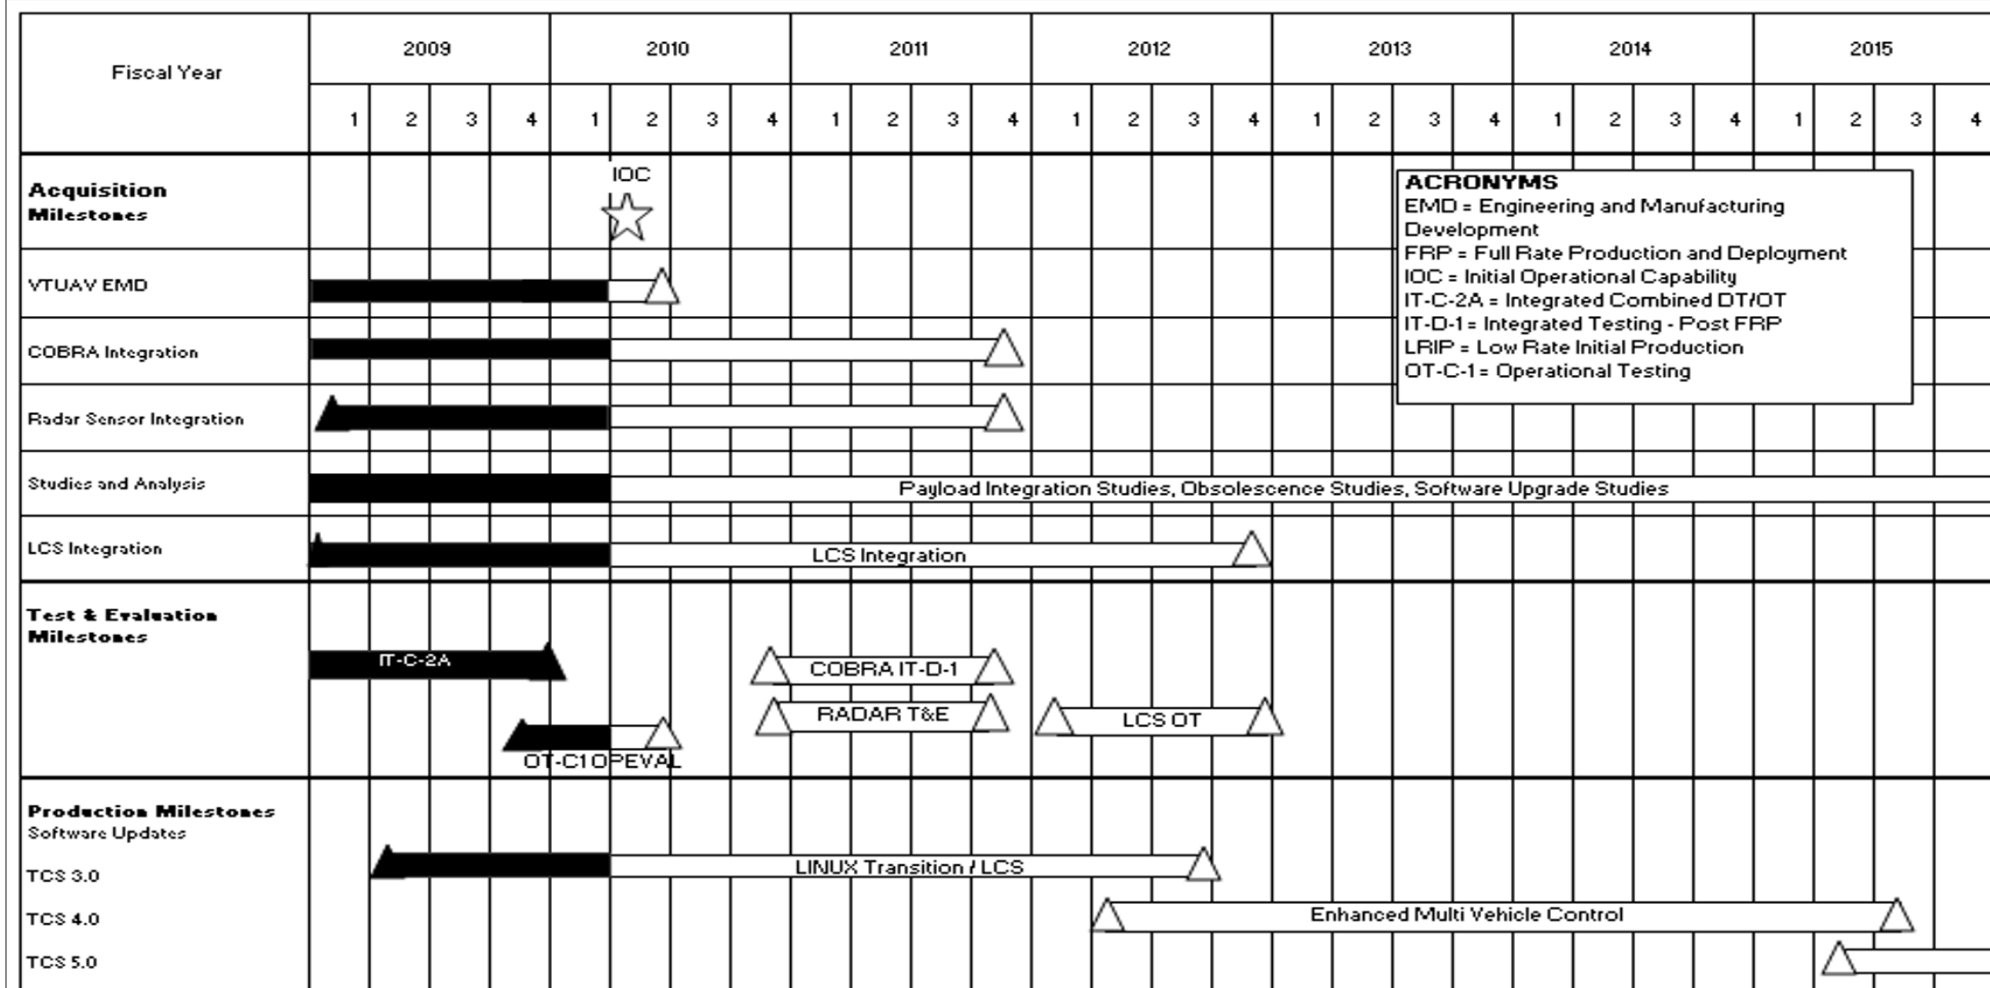 Fiscal Year
2009 2010 2011 2012 2013 2014 2015
1 2 3 4 1 2 3 4 1 2 3 4 1 2 3 4 1 2 3 4 1 2 3 4 1 2 3 4
Acquisition
Milestones
IOC
ACRONYMS
EMD = Engineering and Manufacturing
Development
FRP = Full Rate Production and Deployment
IOC = Initial Operational Capability
IT-C-2A = Integrated Combined DT/OT
IT-D-1 = Integrated Testing - Post FRP
LRIP = Low Rate Initial Production
OT-C-1 = Operational Testing
VTUAV EMD
COBRA Integration
Radar Sensor Integration
Studies and Analysis
Payload Integration Studies, Obsolescence Studies, Software Upgrade Studies
LCS Integration
LCS Integration
Test & Evaluation
Milestones
IT-C-2A
COBRA IT-D-1
RADAR T&E
LCS OT
OT-C1 OPEVAL
Production Milestones
Software Updates
TCS 3.0
LINUX Transition / LCS
TCS 4.0
Enhanced Multi Vehicle Control
TCS 5.0